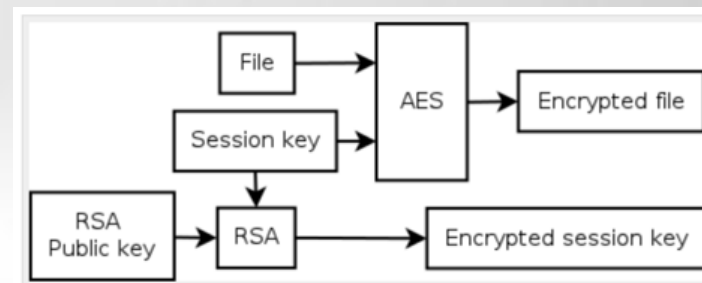 File
AES
Encrypted file
Session key
RSA
Public key
RSA
Encrypted session key